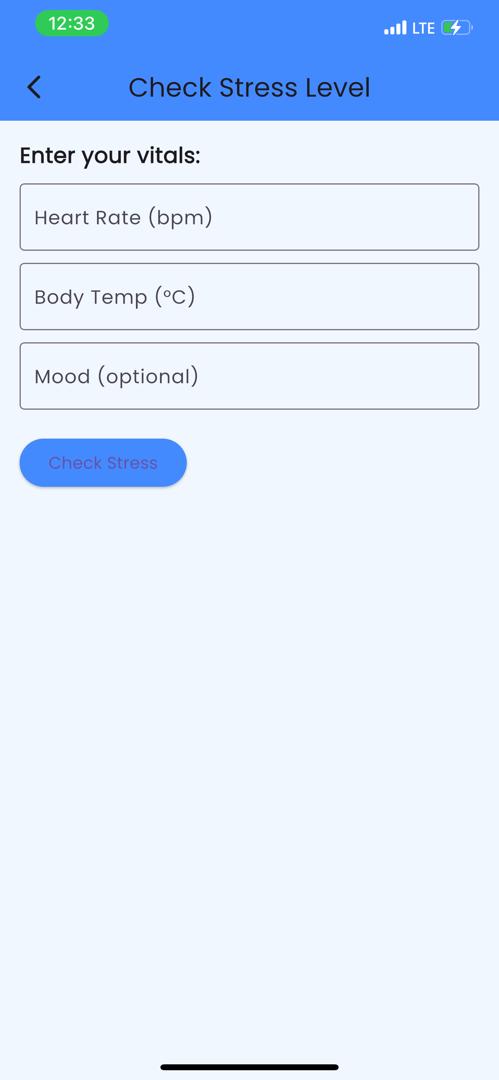 12:33
LTE
Check Stress Level
Enter your vitals:
Heart Rate (bpm)
Body Temp (°C)
Mood (optional)
Check Stress